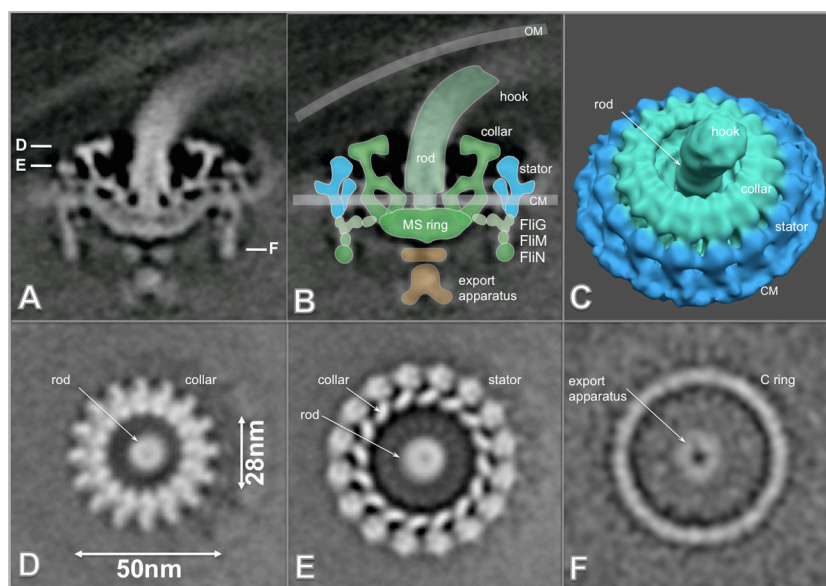 D
E
F
A
OM
hook
collar
rod
stator
CM
MS ring
FliG
FliM
FliN
export
apparatus
B
rod
hook
collar
stator
CM
C
rod
collar
28nm
50nm
D
collar
stator
rod
E
export
apparatus
C ring
F